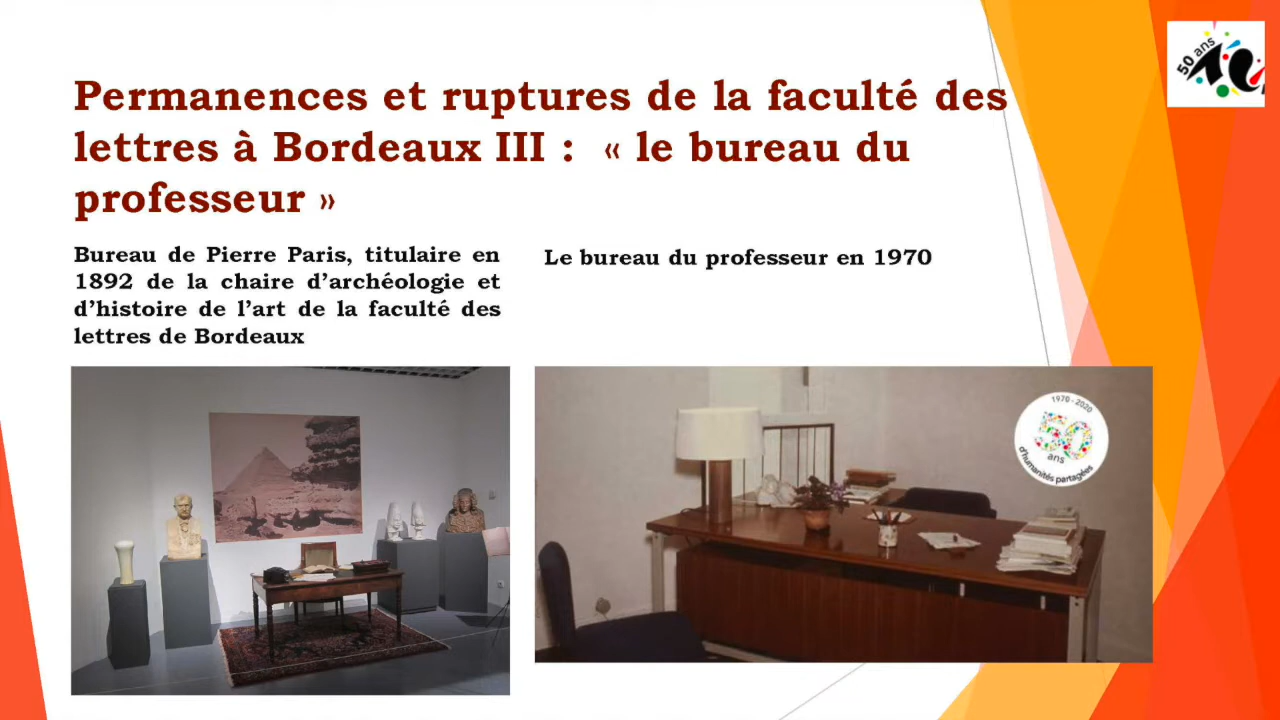 50 ans
Permanences et ruptures de la faculté des
lettres à Bordeaux III : « le bureau du
professeur »
Bureau de Pierre Paris, titulaire en
1892 de la chaire d’archéologie et
d’histoire de l’art de la faculté des
lettres de Bordeaux
Le bureau du professeur en 1970
1970 - 2020
50
ans
d'humanités partagées